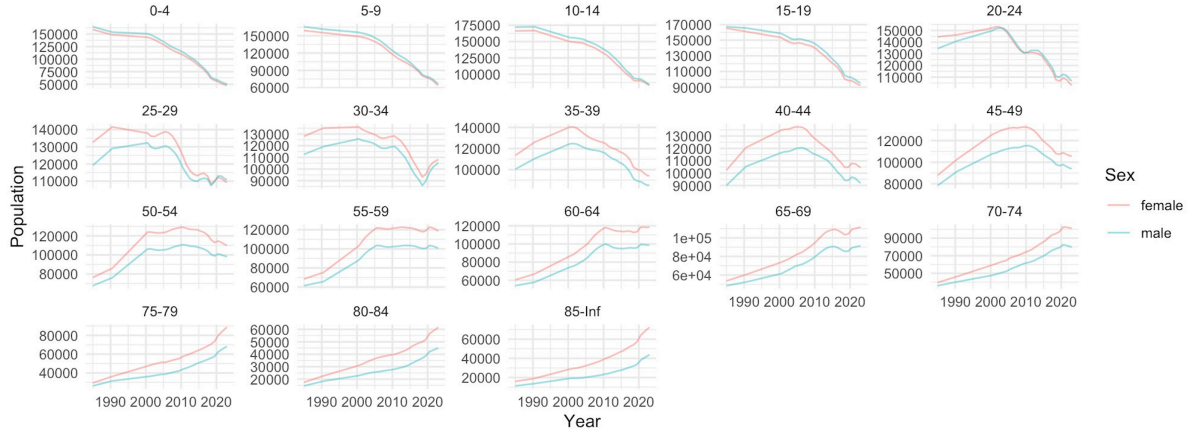 0-4 5-9 10-14 15-19 20-24
150000 125000 100000 75000 50000
150000 120000 90000 60000
175000 150000 125000 100000
170000 150000 130000 110000 90000
150000 140000 130000 120000 110000
25-29 30-34 35-39 40-44 45-49
140000 130000 120000 110000
130000 120000 110000 100000 90000
140000 120000 100000
130000 120000 110000 100000 90000
120000 100000 80000
Population
Sex
female
male
50-54 55-59 60-64 65-69 70-74
120000 100000 80000
120000 100000 80000 60000
120000 100000 80000 60000
1e+05 8e+04 6e+04
90000 70000 50000
1990 2000 2010 2020 1990 2000 2010 2020
75-79 80-84 85-Inf
80000 60000 40000
60000 50000 40000 30000 20000
60000 40000 20000
1990 2000 2010 2020 1990 2000 2010 2020 1990 2000 2010 2020
Year